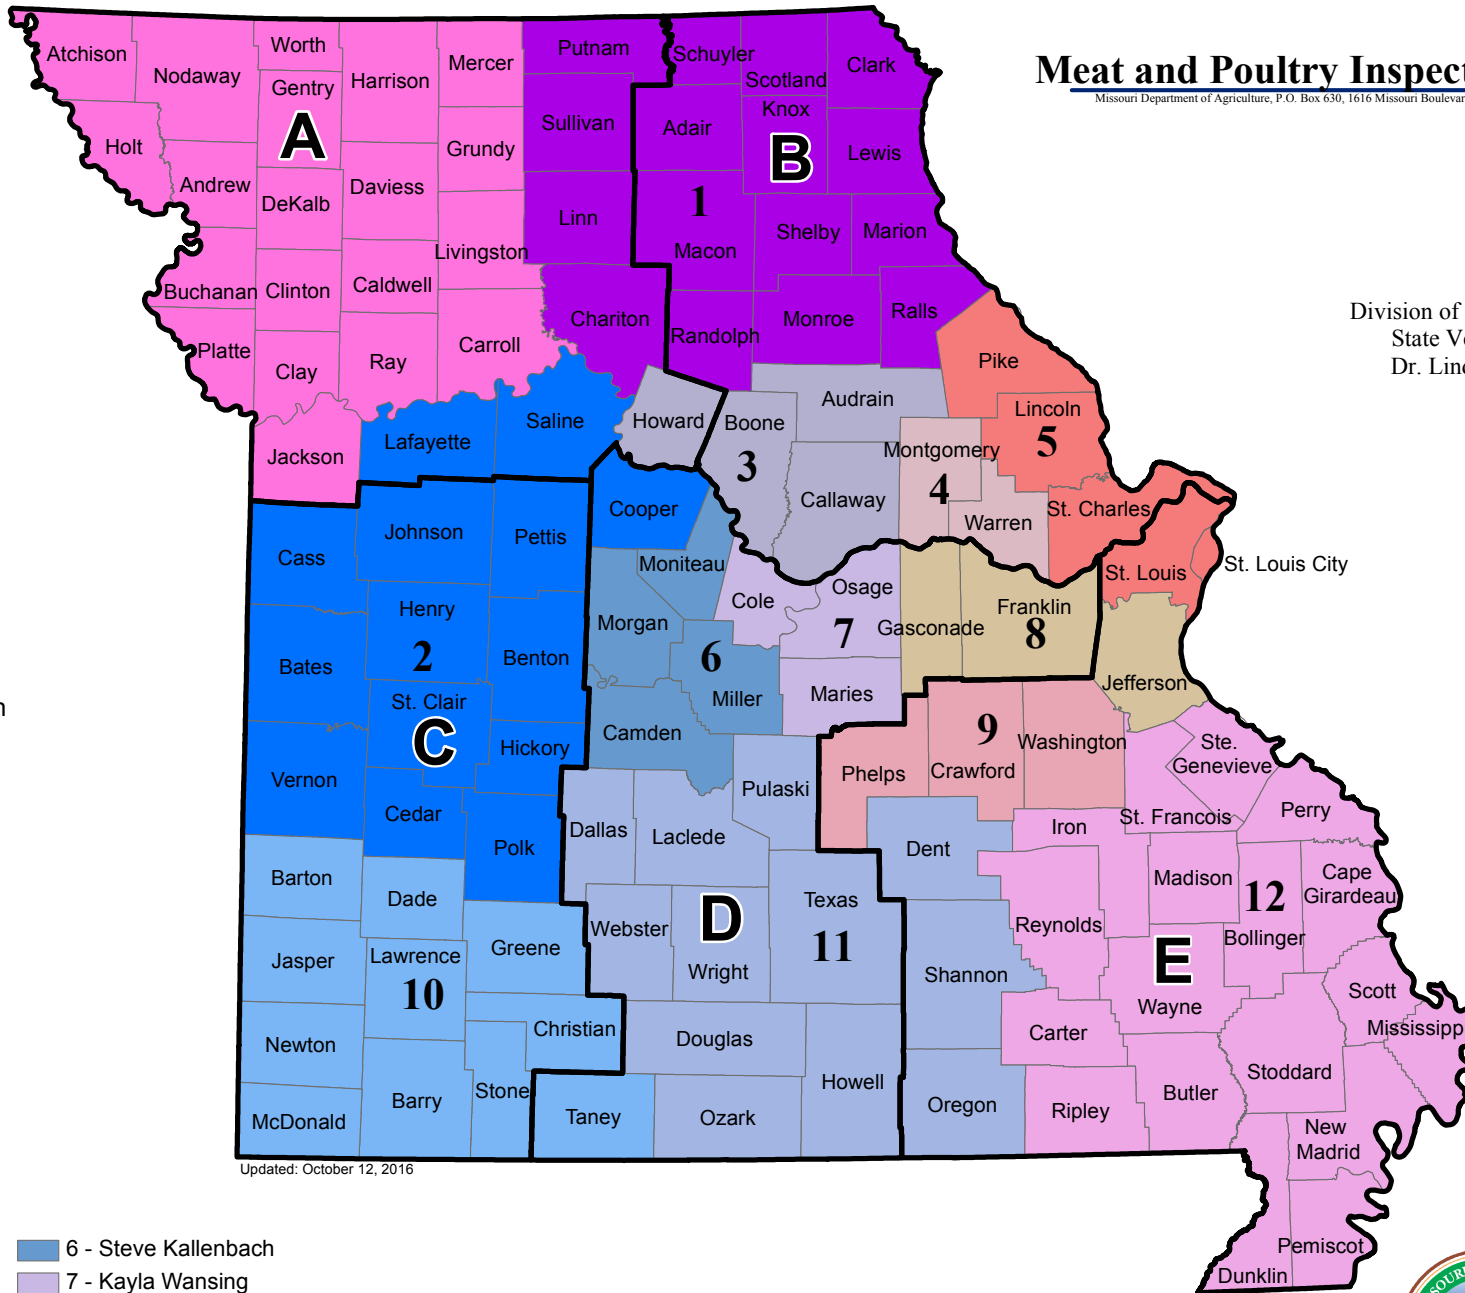 Meat and Poultry Inspect
Missouri Department of Agriculture, P.O. Box 630, 1616 Missouri Boulevar
Division of
State V
Dr. Lin
n
Atchison
Nodaway
Worth
Gentry
Harrison
Mercer
Putnam
Schuyler
Scotland
Clark
Holt
A
Sullivan
Adair
Knox
B
Lewis
Grundy
Andrew
DeKalb
Daviess
Linn
1
Macon
Shelby
Marion
Livingston
Buchanan
Clinton
Caldwell
Chariton
Randolph
Monroe
Ralls
Platte
Clay
Ray
Carroll
Pike
Lafayette
Saline
Howard
Boone
Audrain
Lincoln
5
Jackson
3
Montgomery
4
Callaway
Cooper
Warren
St. Charles
Cass
Johnson
Pettis
Moniteau
St. Louis
St. Louis City
Cole
Osage
Franklin
8
Henry
Morgan
7
Gasconade
2
Bates
Benton
6
Miller
Maries
Jefferson
St. Clair
C
Hickory
Camden
9
Washington
Ste.
Genevieve
Vernon
Pulaski
Phelps
Crawford
Cedar
Polk
Dallas
Laclede
Dent
Iron
St. Francois
Perry
Barton
Dade
Texas
11
Madison
12
Cape
Girardeau
Webster
D
Wright
Reynolds
Bollinger
Jasper
Lawrence
10
Greene
Shannon
E
Wayne
Scott
Newton
Christian
Douglas
Carter
Mississipp
Stoddard
Howell
McDonald
Barry
Stone
Taney
Ozark
Oregon
Ripley
Butler
New
Madrid
Pemiscot
Dunklin
Updated: October 12, 2016
6 - Steve Kallenbach
7 - Kayla Wansing